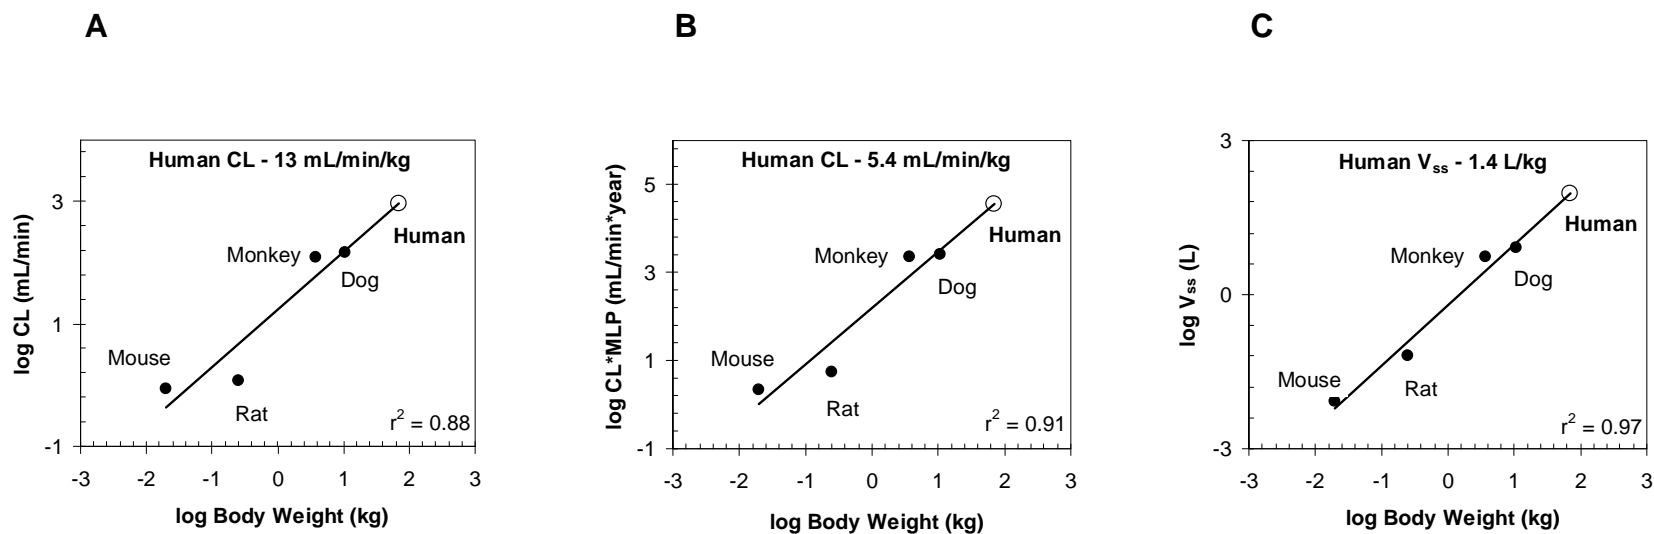 A
B
C
Human CL - 13 mL/min/kg
log CL (mL/min)
3
1
-1
Monkey
Human
Dog
Mouse
Rat
r² = 0.88
-3 -2 -1 0 1 2 3
log Body Weight (kg)
Human CL - 5.4 mL/min/kg
log CL*MLP (mL/min*year)
5
3
1
-1
Monkey
Human
Dog
Mouse
Rat
r² = 0.91
-3 -2 -1 0 1 2 3
log Body Weight (kg)
Human Vss - 1.4 L/kg
log Vss (L)
3
0
-3
Human
Monkey
Dog
Mouse
Rat
r² = 0.97
-3 -2 -1 0 1 2 3
log Body Weight (kg)